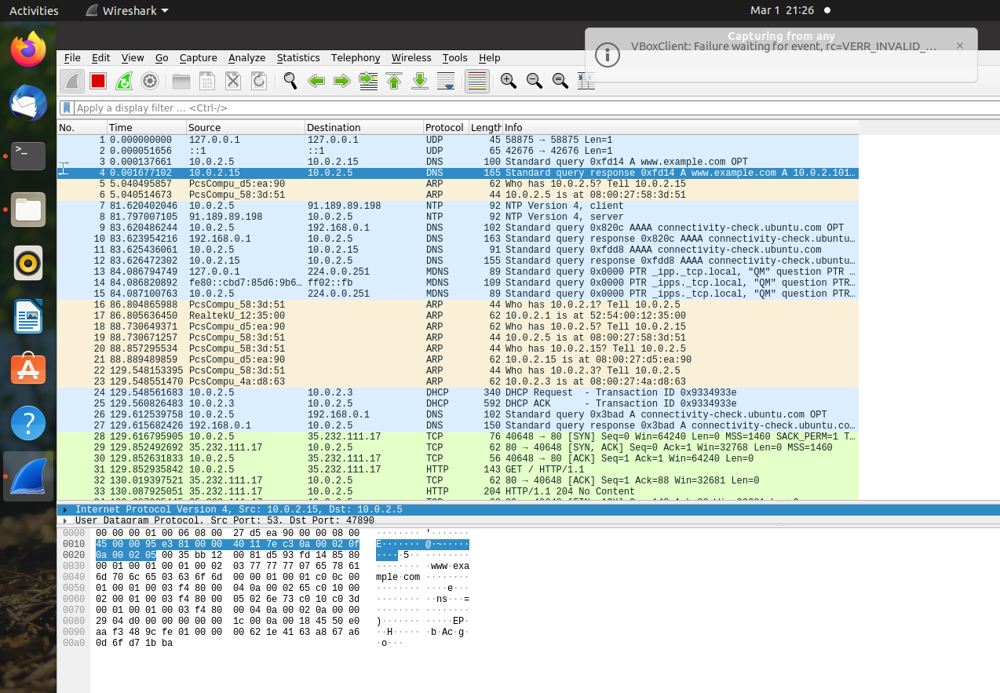 Activities Wireshark Mar 1 21:26
Capturing from any
VBoxClient: Failure waiting for event, rc=VERR_INVALID_...
File Edit View Go Capture Analyze Statistics Telephony Wireless Tools Help
Apply a display filter ... <Ctrl-/>
No. Time Source Destination Protocol Length Info
1 0.000000000 127.0.0.1 127.0.0.1 UDP 45 58875 → 58875 Len=1
2 0.000051656 ::1 ::1 UDP 65 42676 → 42676 Len=1
3 0.000137661 10.0.2.5 10.0.2.15 DNS 100 Standard query 0xfd14 A www.example.com OPT
4 0.001677102 10.0.2.15 10.0.2.5 DNS 165 Standard query response 0xfd14 A www.example.com A 10.0.2.101…
5 5.040495857 PcsCompu_d5:ea:90 ARP 62 Who has 10.0.2.5? Tell 10.0.2.15
6 5.040514673 PcsCompu_58:3d:51 ARP 44 10.0.2.5 is at 08:00:27:58:3d:51
7 81.620402046 10.0.2.5 91.189.89.198 NTP 92 NTP Version 4, client
8 81.797007105 91.189.89.198 10.0.2.5 NTP 92 NTP Version 4, server
9 83.620486244 10.0.2.5 192.168.0.1 DNS 102 Standard query 0x820c AAAA connectivity-check.ubuntu.com OPT
10 83.623954216 192.168.0.1 10.0.2.5 DNS 163 Standard query response 0x820c AAAA connectivity-check.ubuntu…
11 83.625436061 10.0.2.5 10.0.2.15 DNS 91 Standard query 0xfdd8 AAAA connectivity-check.ubuntu.com
12 83.626472302 10.0.2.15 10.0.2.5 DNS 155 Standard query response 0xfdd8 AAAA connectivity-check.ubuntu…
13 84.086794749 127.0.0.1 224.0.0.251 MDNS 89 Standard query 0x0000 PTR _ipp._tcp.local, "QM" question PTR …
14 84.086820892 fe80::cbd7:85d6:9b6… ff02::fb MDNS 109 Standard query 0x0000 PTR _ipps._tcp.local, "QM" question PTR…
15 84.087100763 10.0.2.5 224.0.0.251 MDNS 89 Standard query 0x0000 PTR _ipps._tcp.local, "QM" question PTR…
16 86.804865988 PcsCompu_58:3d:51 ARP 44 Who has 10.0.2.1? Tell 10.0.2.5
17 86.805636450 RealtekU_12:35:00 ARP 62 10.0.2.1 is at 52:54:00:12:35:00
18 88.730649371 PcsCompu_d5:ea:90 ARP 62 Who has 10.0.2.5? Tell 10.0.2.15
19 88.730671257 PcsCompu_58:3d:51 ARP 44 10.0.2.5 is at 08:00:27:58:3d:51
20 88.857295534 PcsCompu_58:3d:51 ARP 44 Who has 10.0.2.15? Tell 10.0.2.5
21 88.889489859 PcsCompu_d5:ea:90 ARP 62 10.0.2.15 is at 08:00:27:d5:ea:90
22 129.548153395 PcsCompu_58:3d:51 ARP 44 Who has 10.0.2.3? Tell 10.0.2.5
23 129.548551470 PcsCompu_4a:d8:63 ARP 62 10.0.2.3 is at 08:00:27:4a:d8:63
24 129.548561683 10.0.2.5 10.0.2.3 DHCP 340 DHCP Request - Transaction ID 0x9334933e
25 129.560826483 10.0.2.3 10.0.2.5 DHCP 592 DHCP ACK - Transaction ID 0x9334933e
26 129.612539758 10.0.2.5 192.168.0.1 DNS 102 Standard query 0x3bad A connectivity-check.ubuntu.com OPT
27 129.615682426 192.168.0.1 10.0.2.5 DNS 150 Standard query response 0x3bad A connectivity-check.ubuntu.co…
28 129.616795905 10.0.2.5 35.232.111.17 TCP 76 40648 → 80 [SYN] Seq=0 Win=64240 Len=0 MSS=1460 SACK_PERM=1 T…
29 129.852492692 35.232.111.17 10.0.2.5 TCP 62 80 → 40648 [SYN, ACK] Seq=0 Ack=1 Win=32768 Len=0 MSS=1460
30 129.852631833 10.0.2.5 35.232.111.17 TCP 56 40648 → 80 [ACK] Seq=1 Ack=1 Win=64240 Len=0
31 129.852935842 10.0.2.5 35.232.111.17 HTTP 143 GET / HTTP/1.1
32 130.019397521 35.232.111.17 10.0.2.5 TCP 62 80 → 40648 [ACK] Seq=1 Ack=88 Win=32681 Len=0
33 130.087925051 35.232.111.17 10.0.2.5 HTTP 204 HTTP/1.1 204 No Content
Internet Protocol Version 4, Src: 10.0.2.15, Dst: 10.0.2.5
User Datagram Protocol, Src Port: 53, Dst Port: 47890
0000 00 00 00 01 00 06 08 00 27 d5 ea 90 00 00 08 00 ········ '·······
0010 45 00 00 95 e3 81 00 00 40 11 7e c3 0a 00 02 0f E······· @·~·····
0020 0a 00 02 05 00 35 bb 12 00 81 d5 93 fd 14 85 80 ·····5·· ········
0030 00 01 00 01 00 01 00 02 03 77 77 77 07 65 78 61 ········ ·www·exa
0040 6d 70 6c 65 03 63 6f 6d 00 00 01 00 01 c0 0c 00 mple·com ········
0050 01 00 01 00 03 f4 80 00 04 0a 00 02 65 c0 10 00 ········ ····e···
0060 02 00 01 00 03 f4 80 00 05 02 6e 73 c0 10 c0 3d ········ ··ns···=
0070 00 01 00 01 00 03 f4 80 00 04 0a 00 02 0a 00 00 ········ ········
0080 29 04 d0 00 00 00 00 00 1c 00 0a 00 18 45 50 e0 )······· ·····EP·
0090 aa f3 48 9c fe 01 00 00 00 62 1e 41 63 a8 67 a6 ··H····· ·b·Ac·g·
00a0 0d 6f d7 1b ba ·o···